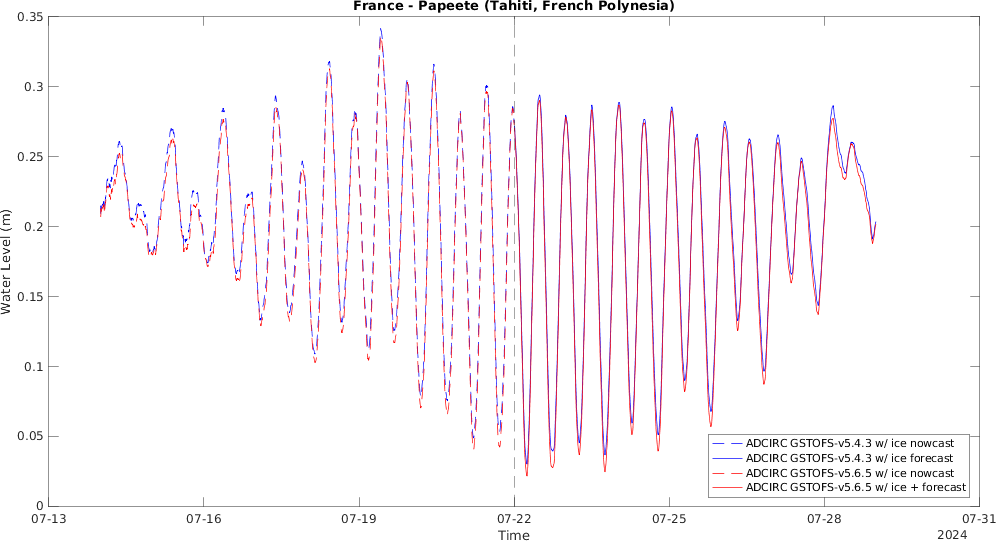 France - Papeete (Tahiti, French Polynesia)
0.35
0.3
0.25
0.2
0.15
0.1
0.05
0
Water Level (m)
07-13 07-16 07-19 07-22 07-25 07-28 07-31
Time
2024
ADCIRC GSTOFS-v5.4.3 w/ ice nowcast
ADCIRC GSTOFS-v5.4.3 w/ ice forecast
ADCIRC GSTOFS-v5.6.5 w/ ice nowcast
ADCIRC GSTOFS-v5.6.5 w/ ice + forecast